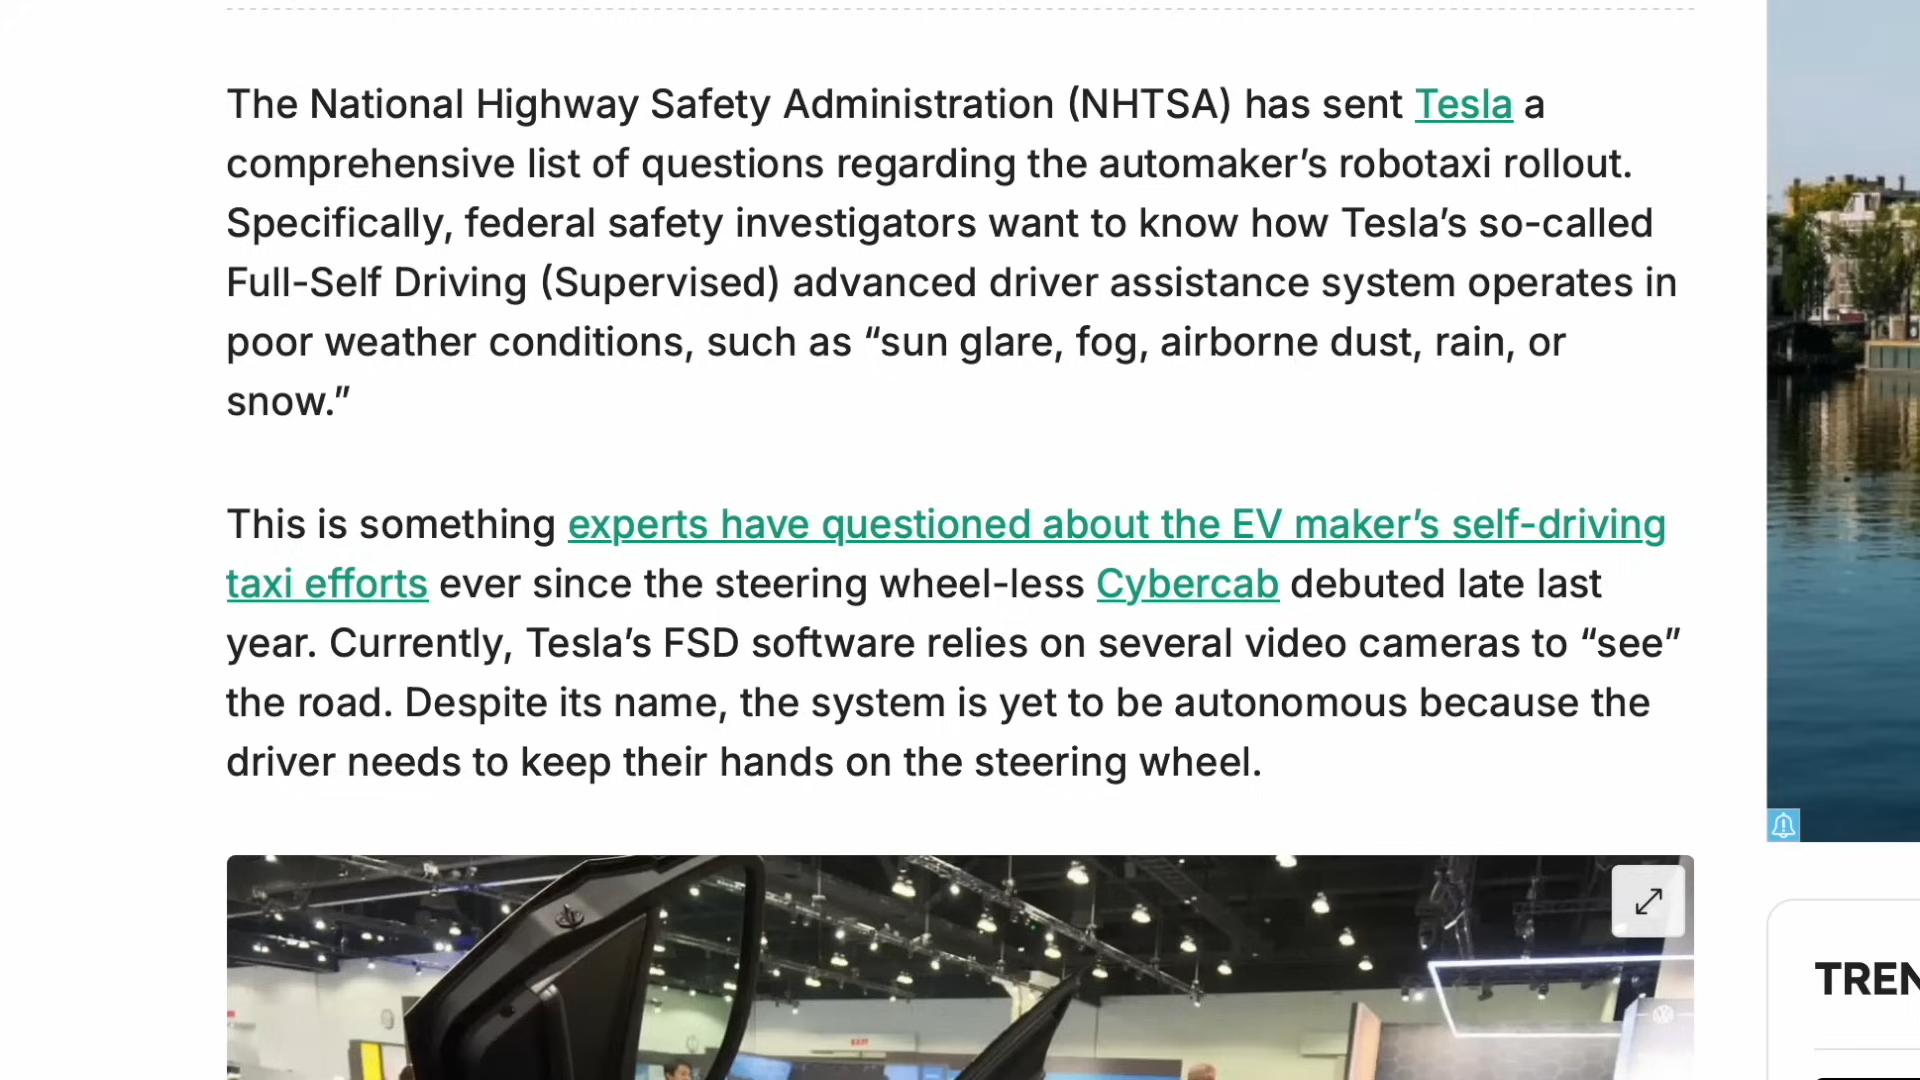 The National Highway Safety Administration (NHTSA) has sent Tesla a
comprehensive list of questions regarding the automaker’s robotaxi rollout.
Specifically, federal safety investigators want to know how Tesla’s so-called
Full-Self Driving (Supervised) advanced driver assistance system operates in
poor weather conditions, such as “sun glare, fog, airborne dust, rain, or
snow.”
This is something experts have questioned about the EV maker’s self-driving
taxi efforts ever since the steering wheel-less Cybercab debuted late last
year. Currently, Tesla’s FSD software relies on several video cameras to “see”
the road. Despite its name, the system is yet to be autonomous because the
driver needs to keep their hands on the steering wheel.
EXIT
TREN